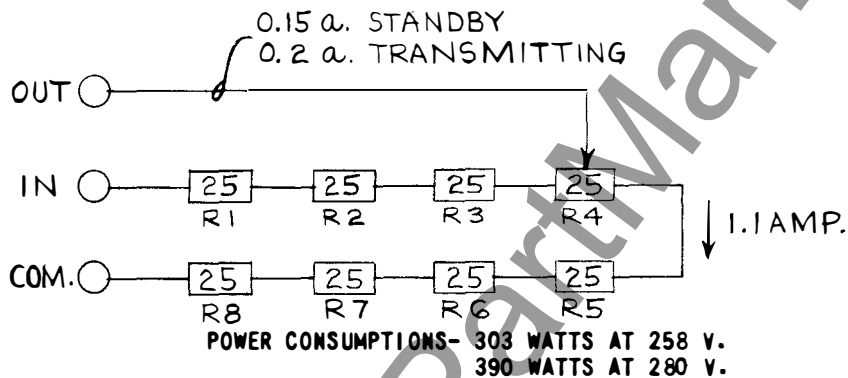 0.15 a. STANDBY
0.2 a. TRANSMITTING
OUT
IN 25 25 25 25
R1 R2 R3 R4
1.1 AMP.
COM. 25 25 25 25
R8 R7 R6 R5
POWER CONSUMPTIONS- 303 WATTS AT 258 V.
390 WATTS AT 280 V.